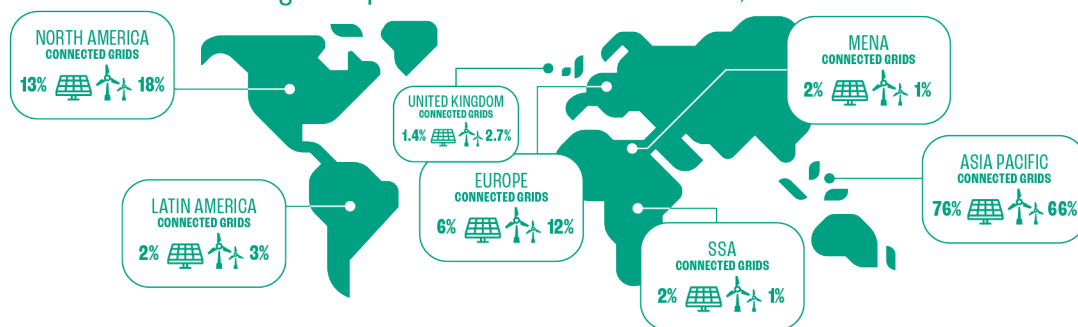 NORTH AMERICA
CONNECTED GRIDS
13% 18%
UNITED KINGDOM
CONNECTED GRIDS
1.4% 2.7%
MENA
CONNECTED GRIDS
2% 1%
ASIA PACIFIC
CONNECTED GRIDS
76% 66%
EUROPE
CONNECTED GRIDS
6% 12%
LATIN AMERICA
CONNECTED GRIDS
2% 3%
SSA
CONNECTED GRIDS
2% 1%